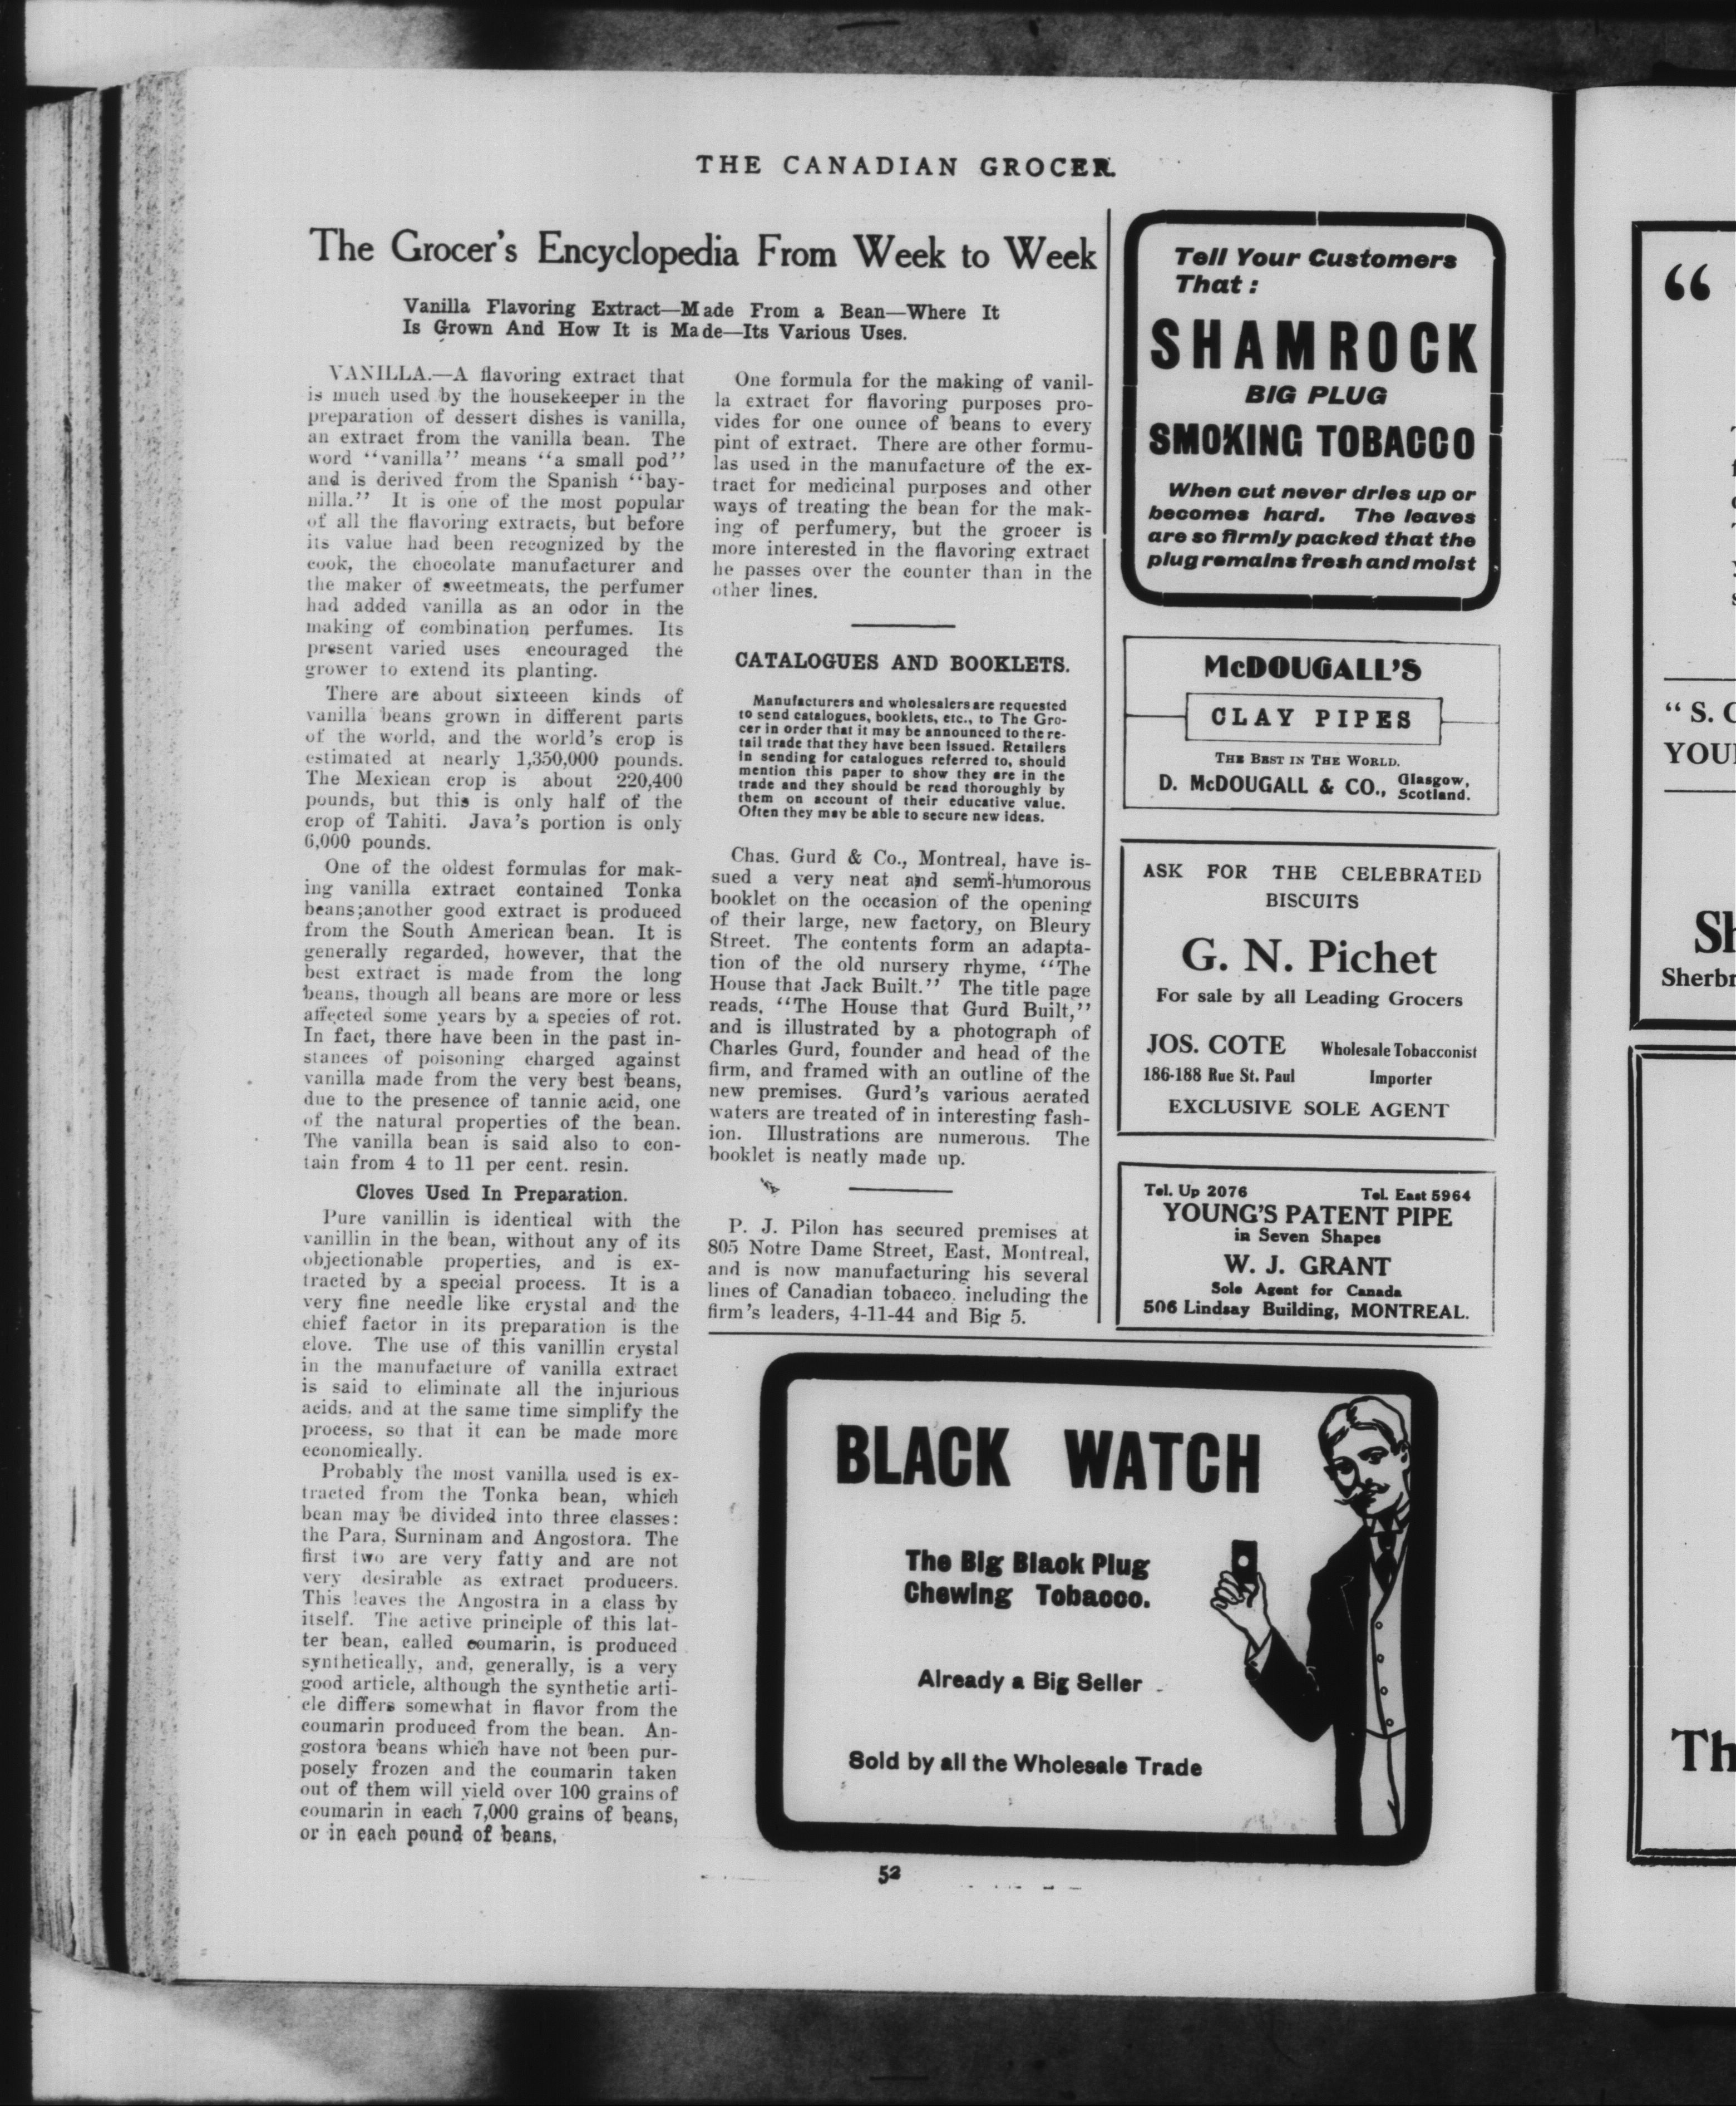 THE CANADIAN GROCER
The Grocer's Encyclopedia From Week to Week
Vanilla Flavoring Extract—Made From a Bean—Where It
Is Grown And How It is Made—Its Various Uses.
VANILLA.—A flavoring extract that
is much used by the housekeeper in the
preparation of dessert dishes is vanilla,
an extract from the vanilla bean. The
word "vanilla" means "a small pod"
and is derived from the Spanish "bay-
nilla." It is one of the most popular
of all the flavoring extracts, but before
its value had been recognized by the
cook, the chocolate manufacturer and
the maker of sweetmeats, the perfumer
had added vanilla as an odor in the
making of combination perfumes. Its
present varied uses encouraged the
grower to extend its planting.
There are about sixteeen kinds of
vanilla beans grown in different parts
of the world, and the world's crop is
estimated at nearly 1,350,000 pounds.
The Mexican crop is about 220,400
pounds, but this is only half of the
crop of Tahiti. Java's portion is only
6,000 pounds.
One of the oldest formulas for mak-
ing vanilla extract contained Tonka
beans;another good extract is produced
from the South American bean. It is
generally regarded, however, that the
best extract is made from the long
beans, though all beans are more or less
affected some years by a species of rot.
In fact, there have been in the past in-
stances of poisoning charged against
vanilla made from the very best beans,
due to the presence of tannic acid, one
of the natural properties of the bean.
The vanilla bean is said also to con-
tain from 4 to 11 per cent. resin.
Cloves Used In Preparation.
Pure vanillin is identical with the
vanillin in the bean, without any of its
objectionable properties, and is ex-
tracted by a special process. It is a
very fine needle like crystal and the
chief factor in its preparation is the
clove. The use of this vanillin crystal
in the manufacture of vanilla extract
is said to eliminate all the injurious
acids, and at the same time simplify the
process, so that it can be made more
economically.
Probably the most vanilla used is ex-
tracted from the Tonka bean, which
bean may be divided into three classes:
the Para, Surninam and Angostora. The
first two are very fatty and are not
very desirable as extract producers.
This leaves the Angostra in a class by
itself. The active principle of this lat-
ter bean, called coumarin, is produced
synthetically, and, generally, is a very
good article, although the synthetic arti-
cle differs somewhat in flavor from the
coumarin produced from the bean. An-
gostora beans which have not been pur-
posely frozen and the coumarin taken
out of them will yield over 100 grains of
coumarin in each 7,000 grains of beans,
or in each pound of beans.
One formula for the making of vanil-
la extract for flavoring purposes pro-
vides for one ounce of beans to every
pint of extract. There are other formu-
las used in the manufacture of the ex-
tract for medicinal purposes and other
ways of treating the bean for the mak-
ing of perfumery, but the grocer is
more interested in the flavoring extract
he passes over the counter than in the
other lines.
CATALOGUES AND BOOKLETS.
Manufacturers and wholesalers are requested
to send catalogues, booklets, etc., to The Gro-
cer in order that it may be announced to the re-
tail trade that they have been issued. Retailers
in sending for catalogues referred to, should
mention this paper to show they are in the
trade and they should be read thoroughly by
them on account of their educative value.
Often they may be able to secure new ideas.
Chas. Gurd & Co., Montreal, have is-
sued a very neat and semi-humorous
booklet on the occasion of the opening
of their large, new factory, on Bleury
Street. The contents form an adapta-
tion of the old nursery rhyme, "The
House that Jack Built." The title page
reads, "The House that Gurd Built,"
and is illustrated by a photograph of
Charles Gurd, founder and head of the
firm, and framed with an outline of the
new premises. Gurd's various aerated
waters are treated of in interesting fash-
ion. Illustrations are numerous. The
booklet is neatly made up.
P. J. Pilon has secured premises at
805 Notre Dame Street, East, Montreal,
and is now manufacturing his several
lines of Canadian tobacco, including the
firm's leaders, 4-11-44 and Big 5.
Tell Your Customers
That :
SHAMROCK
BIG PLUG
SMOKING TOBACCO
When cut never dries up or
becomes hard. The leaves
are so firmly packed that the
plug remains fresh and moist
McDOUGALL'S
CLAY PIPES
THE BEST IN THE WORLD.
D. McDOUGALL & CO., Glasgow,
Scotland.
ASK FOR THE CELEBRATED
BISCUITS
G. N. Pichet
For sale by all Leading Grocers
JOS. COTE Wholesale Tobacconist
186-188 Rue St. Paul Importer
EXCLUSIVE SOLE AGENT
Tel. Up 2076 Tel. East 5964
YOUNG'S PATENT PIPE
in Seven Shapes
W. J. GRANT
Sole Agent for Canada
506 Lindsay Building, MONTREAL.
BLACK WATCH
The Big Black Plug
Chewing Tobacco.
Already a Big Seller
Sold by all the Wholesale Trade
52
"
" S. C
YOU
Sh
Sherbr
Th